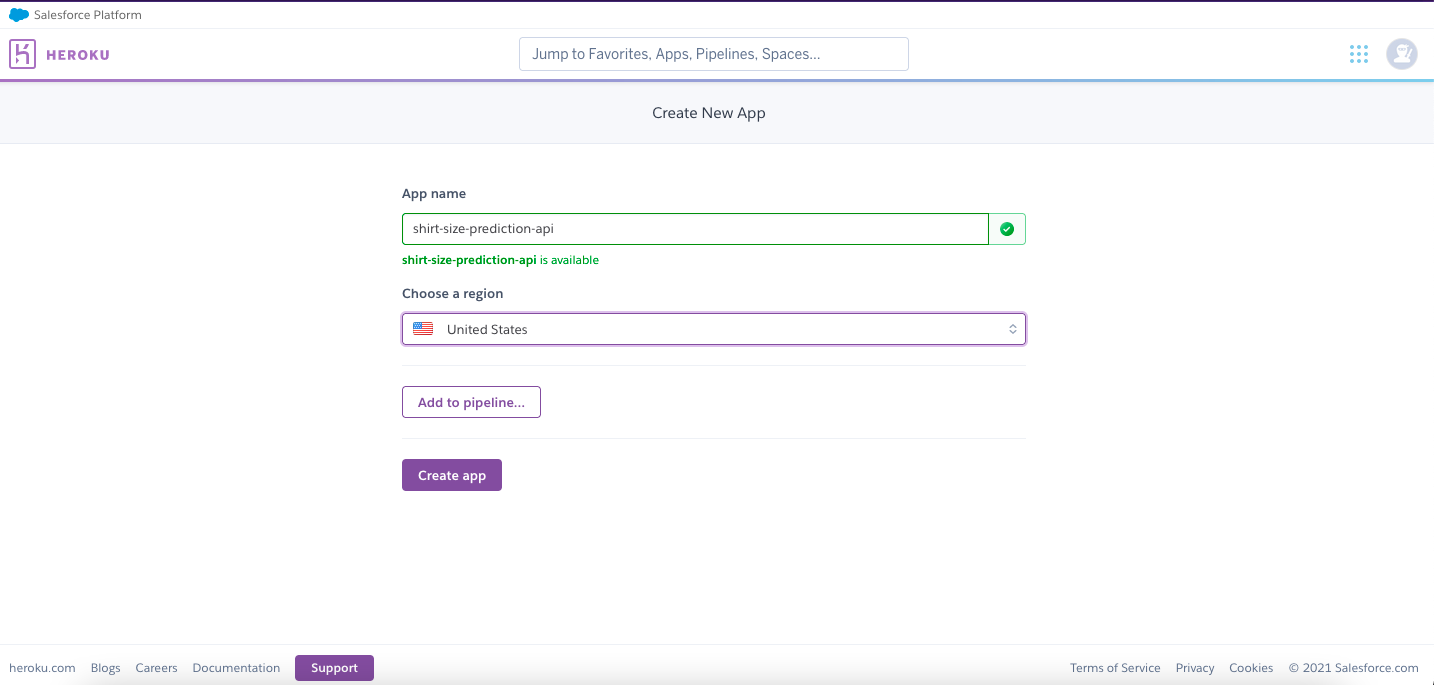 Salesforce Platform
HEROKU
Jump to Favorites, Apps, Pipelines, Spaces...
Create New App
App name
shirt-size-prediction-api
shirt-size-prediction-api is available
Choose a region
United States
Add to pipeline...
Create app
heroku.com Blogs Careers Documentation Support Terms of Service Privacy Cookies © 2021 Salesforce.com